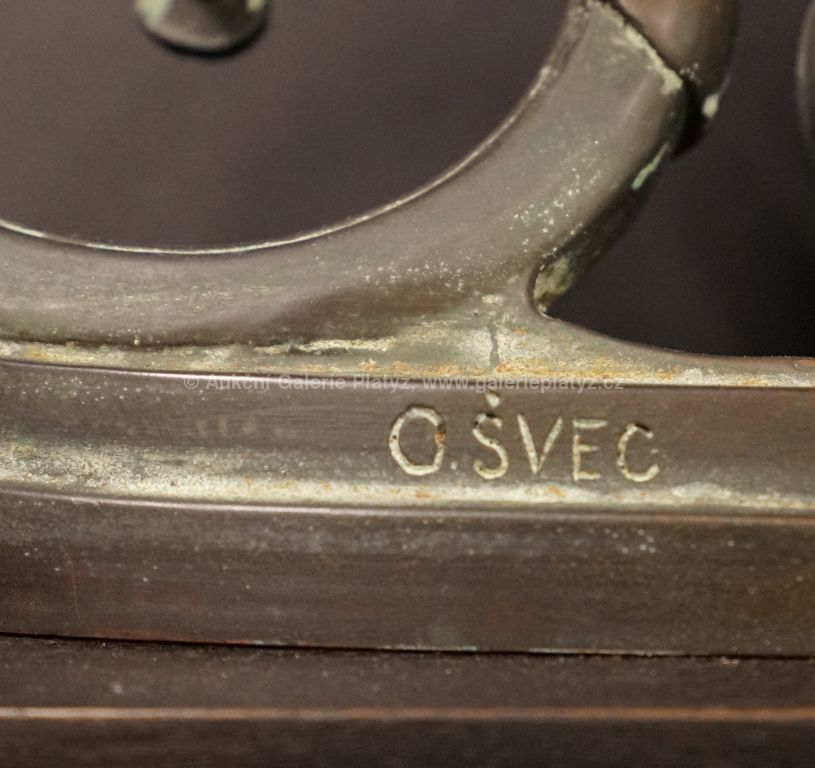 © Aukční Galerie Platýz, www.galerieplatyz.cz
O. ŠVEC